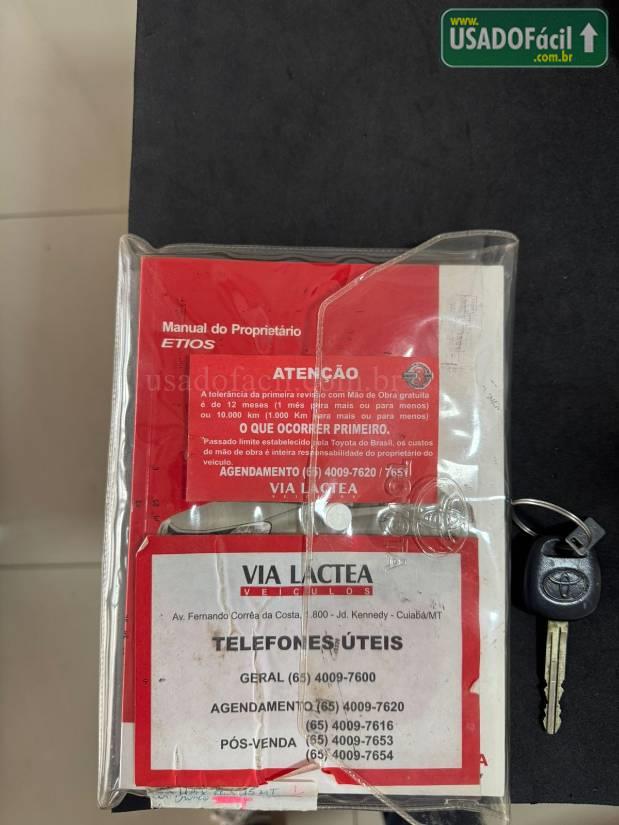 www.
USADOFácil
.com.br
Manual do Proprietário
ETIOS
usadofacil.com.br
ATENÇÃO
A tolerância da primeira revisão com Mão de Obra gratuita
é de 12 meses (1 mês para mais ou para menos)
ou 10.000 km (1.000 Km para mais ou para menos)
O QUE OCORRER PRIMEIRO.
Passado limite estabelecido pela Toyota do Brasil, os custos
de mão de obra é inteira responsabilidade do proprietário do
veículo.
AGENDAMENTO (65) 4009-7620 / 7651
VIA LACTEA
VEÍCULOS
TOYOTA
VIA LACTEA
VEÍCULOS
Av. Fernando Corrêa da Costa, 1.800 - Jd. Kennedy - Cuiabá/MT
TELEFONES ÚTEIS
GERAL (65) 4009-7600
AGENDAMENTO (65) 4009-7620
(65) 4009-7616
PÓS-VENDA (65) 4009-7653
(65) 4009-7654